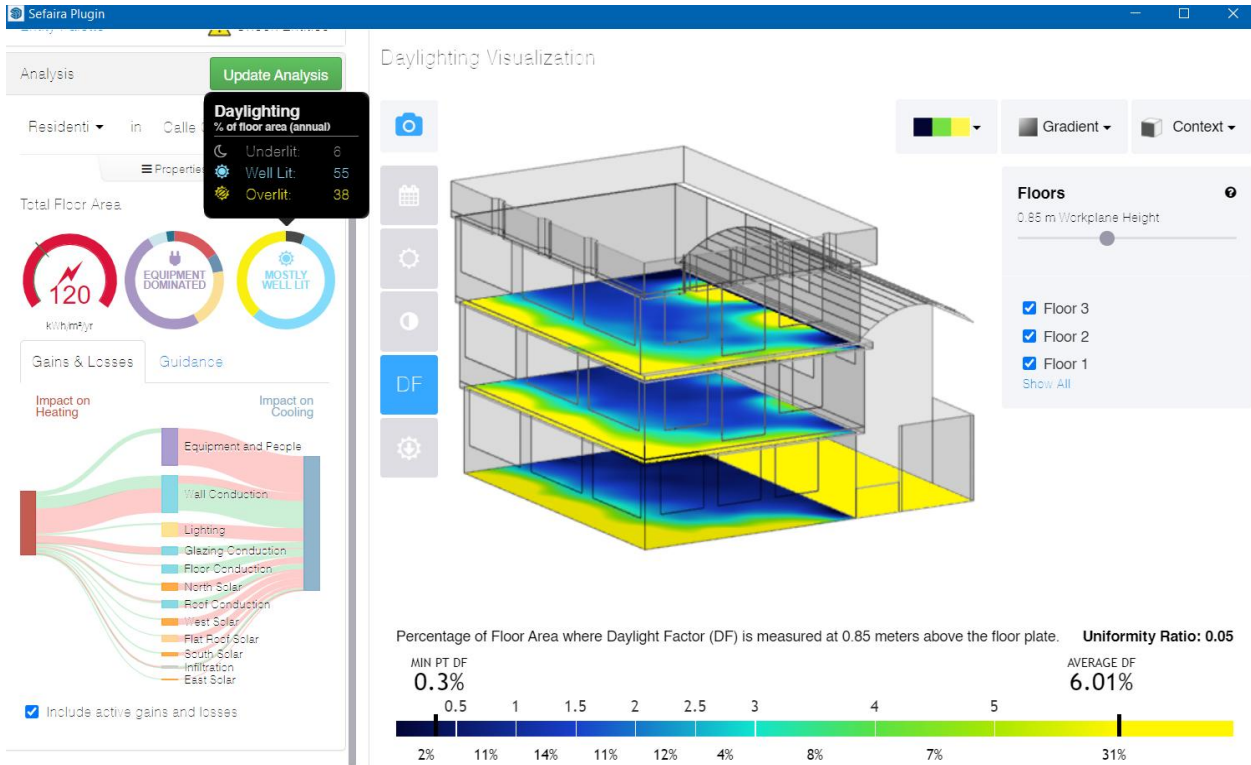 Sefaira Plugin
Analysis
Update Analysis
Residenti
in
Calle
Daylighting
% of floor area (annual)
Underlit: 6
Well Lit: 55
Overlit: 38
Properties
Total Floor Area
120
kWh/m²/yr
EQUIPMENT
DOMINATED
MOSTLY
WELL LIT
Gains & Losses
Guidance
Impact on
Heating
Impact on
Cooling
Equipment and People
Wall Conduction
Lighting
Glazing Conduction
Floor Conduction
North Solar
Roof Conduction
West Solar
Flat Roof Solar
South Solar
Infiltration
East Solar
Include active gains and losses
Daylighting Visualization
Gradient
Context
DF
Floors
0.85 m Workplane Height
Floor 3
Floor 2
Floor 1
Show All
Percentage of Floor Area where Daylight Factor (DF) is measured at 0.85 meters above the floor plate. Uniformity Ratio: 0.05
MIN PT DF
0.3%
AVERAGE DF
6.01%
0.5 1 1.5 2 2.5 3 4 5
2% 11% 14% 11% 12% 4% 8% 7% 31%